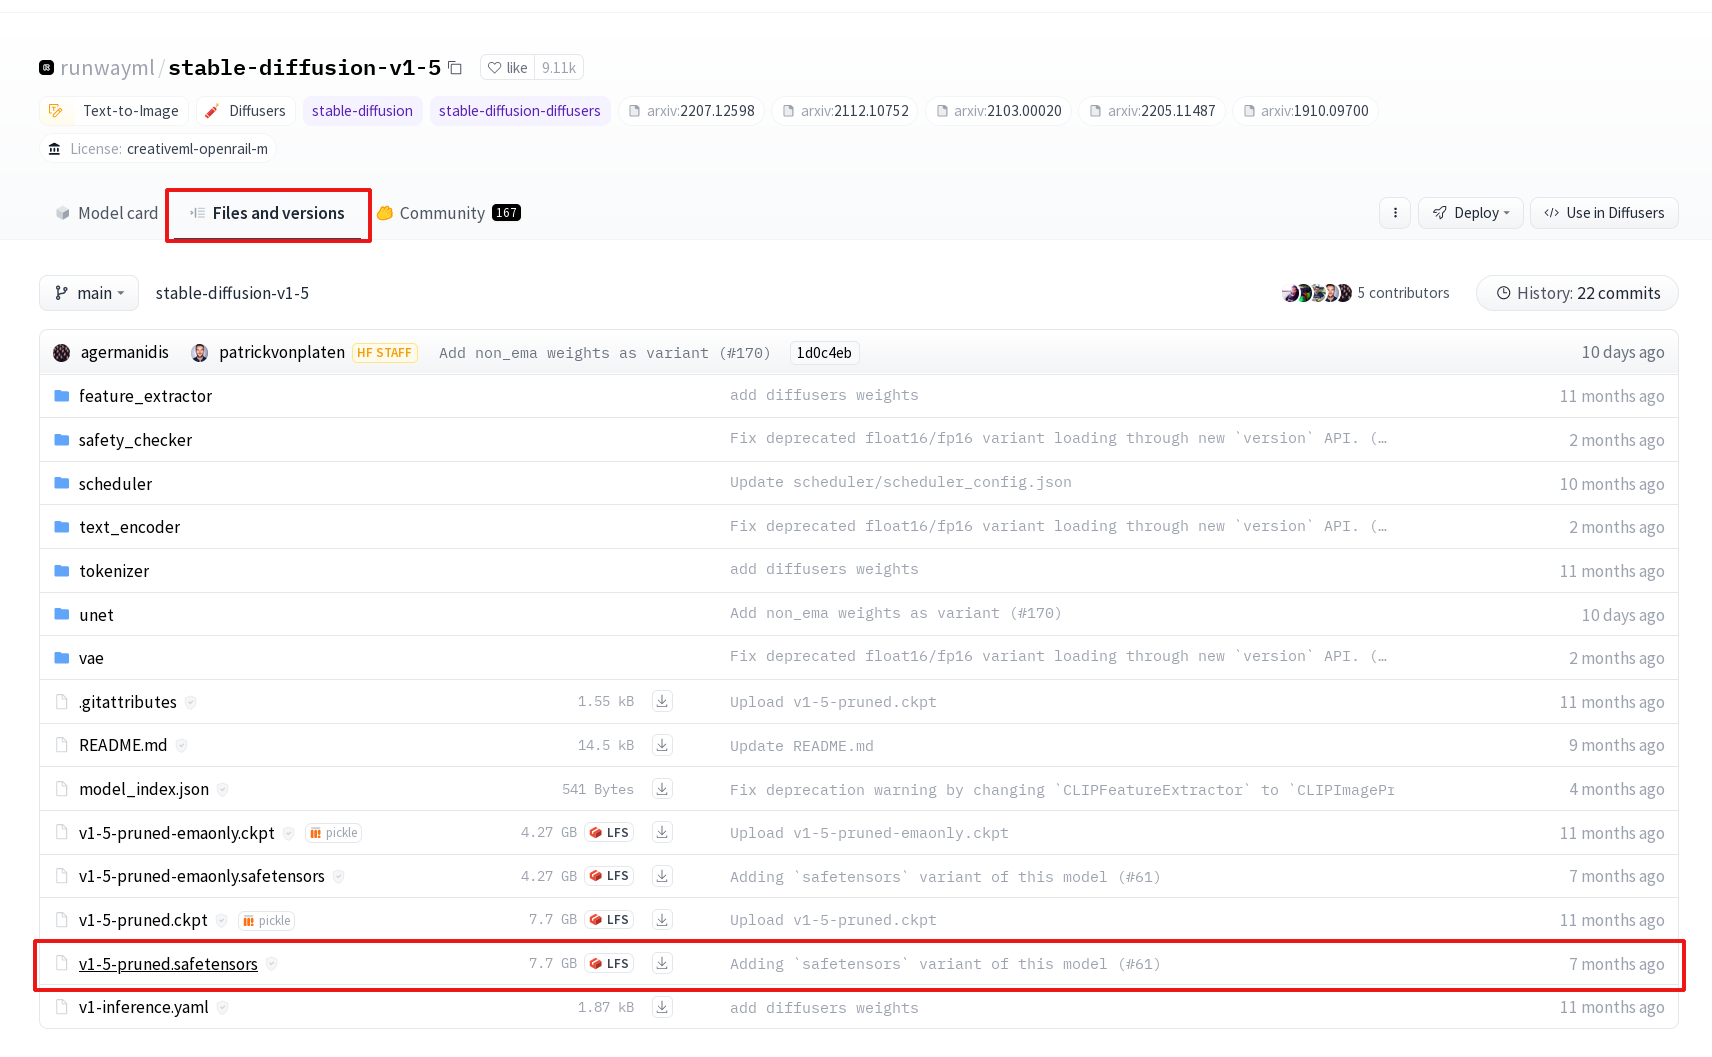 runwayml/stable-diffusion-v1-5 like 9.11k
Text-to-Image Diffusers stable-diffusion stable-diffusion-diffusers arxiv:2207.12598 arxiv:2112.10752 arxiv:2103.00020 arxiv:2205.11487 arxiv:1910.09700
License: creativeml-openrail-m
Model card Files and versions Community 167 Deploy Use in Diffusers
main stable-diffusion-v1-5 5 contributors History: 22 commits
agermanidis patrickvonplaten HF STAFF Add non_ema weights as variant (#170) 1d0c4eb 10 days ago
feature_extractor add diffusers weights 11 months ago
safety_checker Fix deprecated float16/fp16 variant loading through new `version` API. (… 2 months ago
scheduler Update scheduler/scheduler_config.json 10 months ago
text_encoder Fix deprecated float16/fp16 variant loading through new `version` API. (… 2 months ago
tokenizer add diffusers weights 11 months ago
unet Add non_ema weights as variant (#170) 10 days ago
vae Fix deprecated float16/fp16 variant loading through new `version` API. (… 2 months ago
.gitattributes 1.55 kB Upload v1-5-pruned.ckpt 11 months ago
README.md 14.5 kB Update README.md 9 months ago
model_index.json 541 Bytes Fix deprecation warning by changing `CLIPFeatureExtractor` to `CLIPImagePr 4 months ago
v1-5-pruned-emaonly.ckpt pickle 4.27 GB LFS Upload v1-5-pruned-emaonly.ckpt 11 months ago
v1-5-pruned-emaonly.safetensors 4.27 GB LFS Adding `safetensors` variant of this model (#61) 7 months ago
v1-5-pruned.ckpt pickle 7.7 GB LFS Upload v1-5-pruned.ckpt 11 months ago
v1-5-pruned.safetensors 7.7 GB LFS Adding `safetensors` variant of this model (#61) 7 months ago
v1-inference.yaml 1.87 kB add diffusers weights 11 months ago